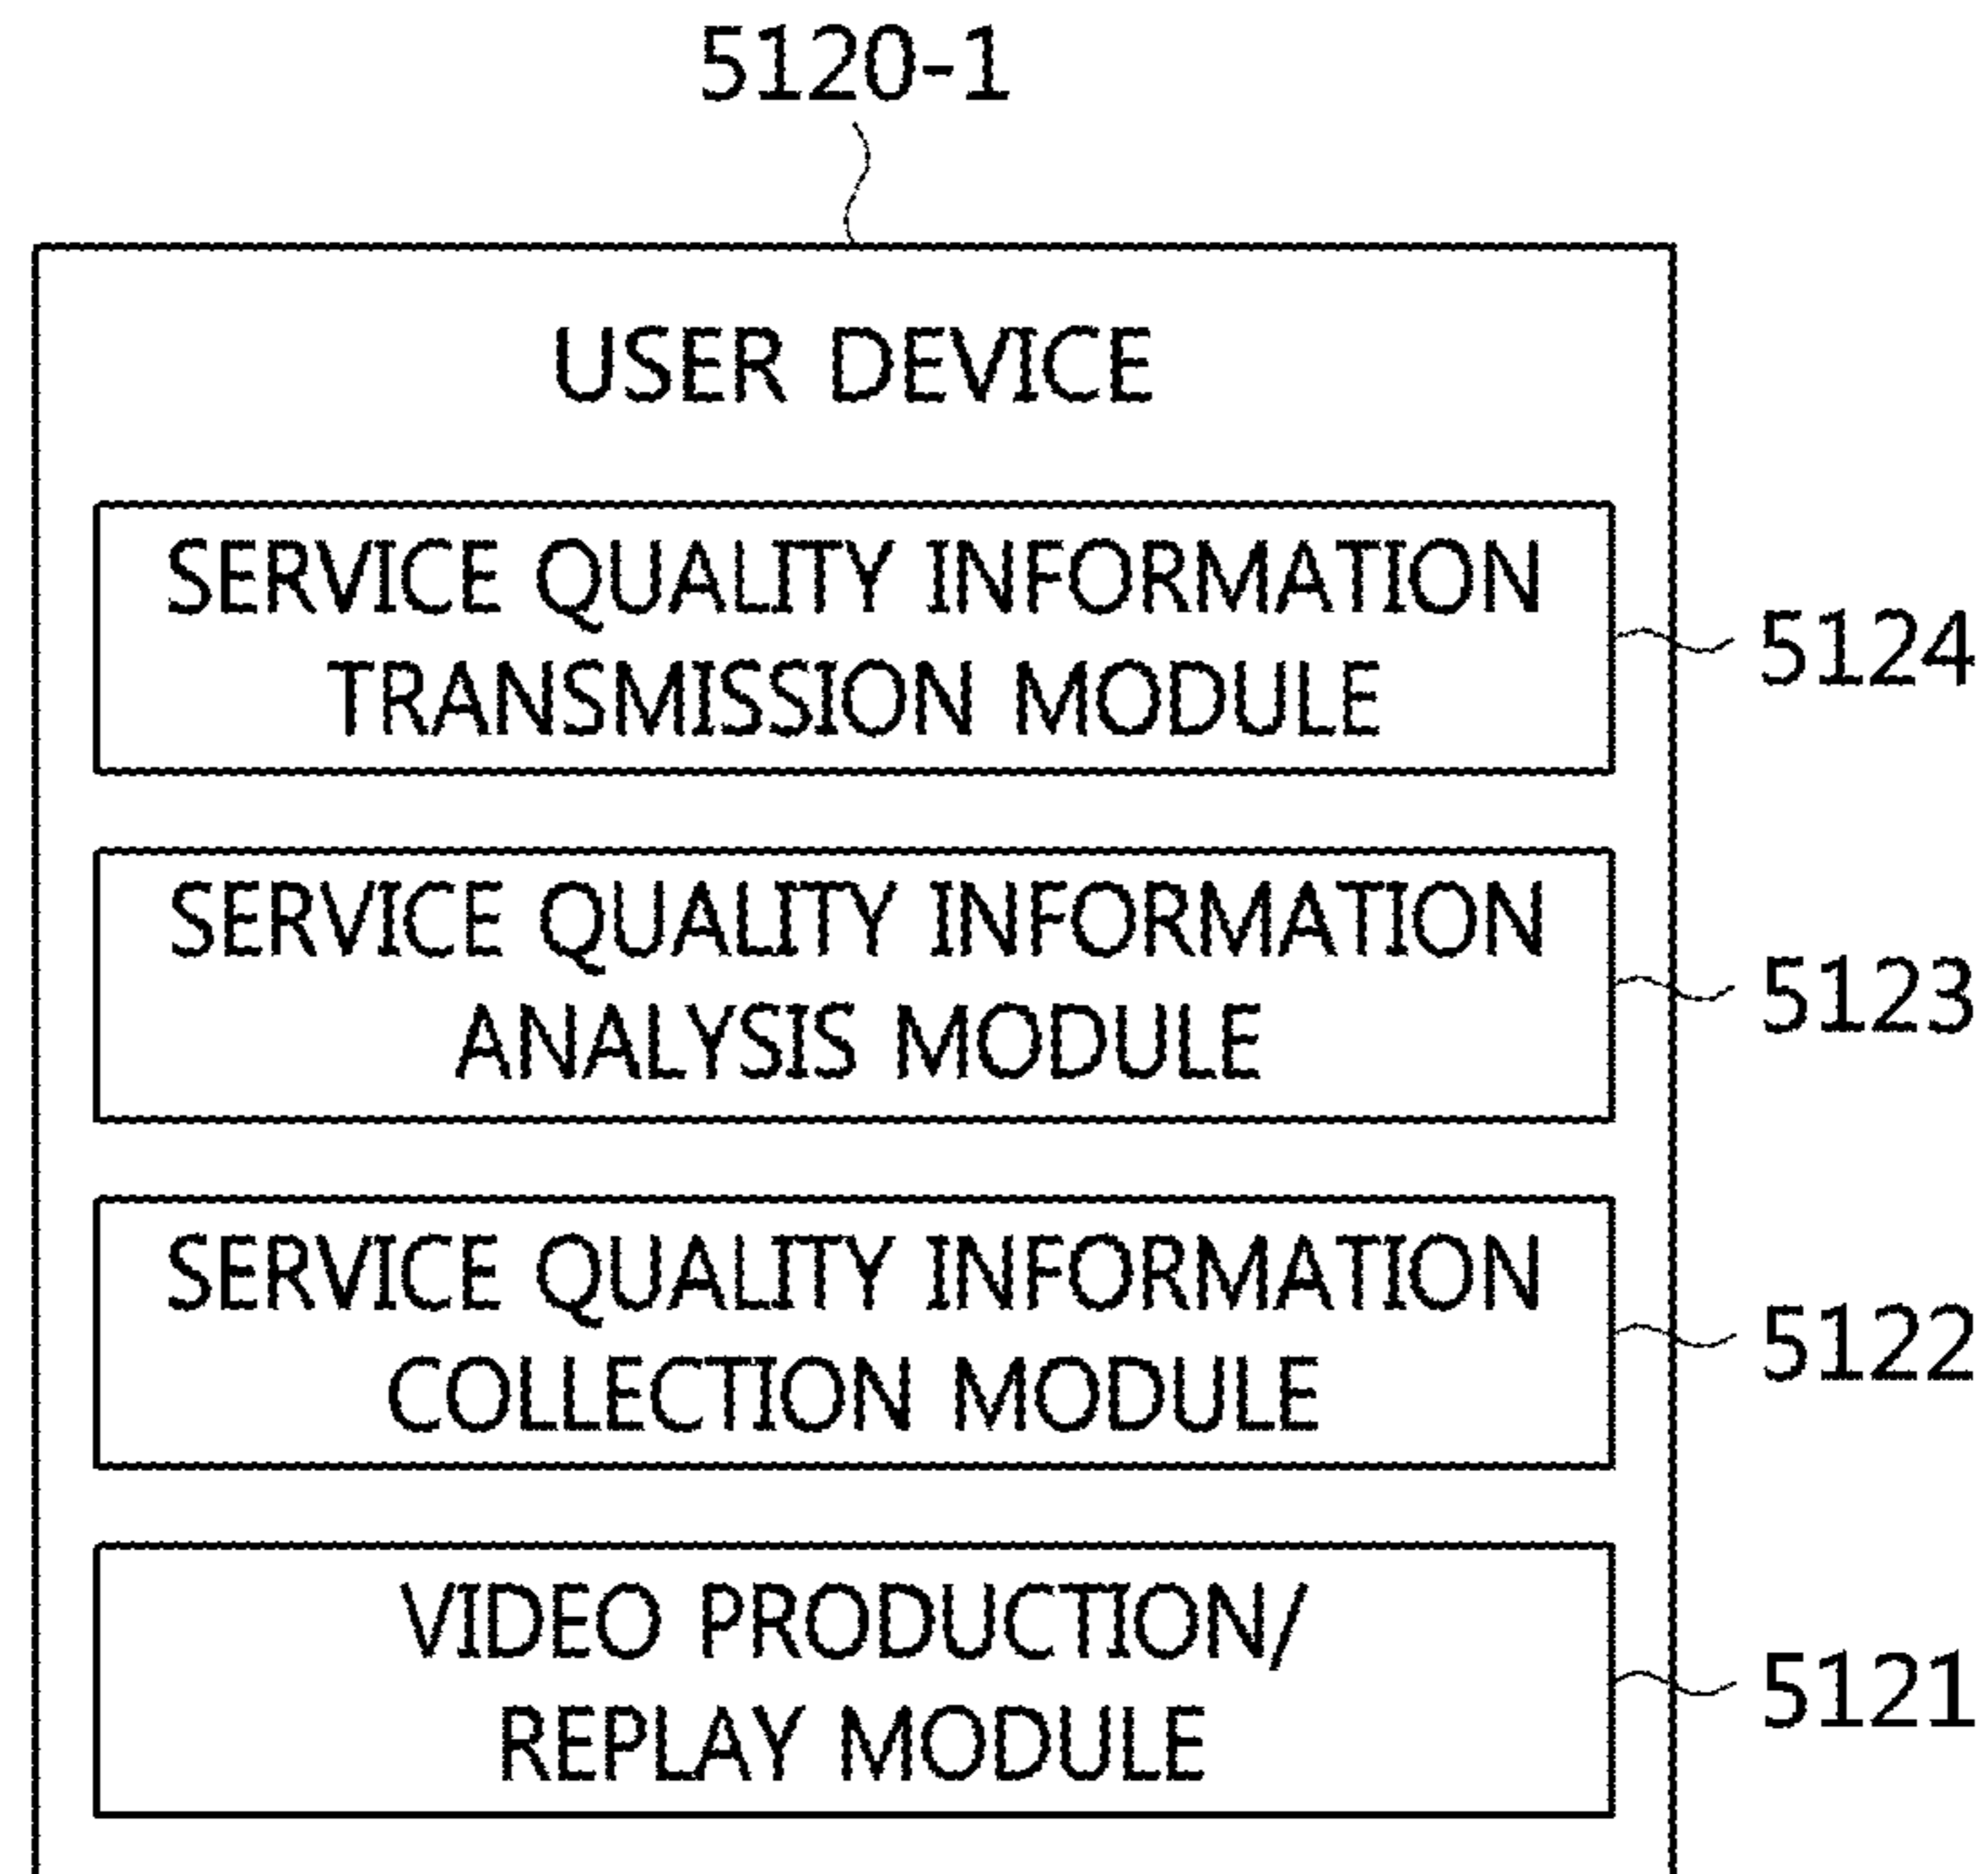 5120-1
USER DEVICE
SERVICE QUALITY INFORMATION
TRANSMISSION MODULE
5124
SERVICE QUALITY INFORMATION
ANALYSIS MODULE
5123
SERVICE QUALITY INFORMATION
COLLECTION MODULE
5122
VIDEO PRODUCTION/
REPLAY MODULE
5121